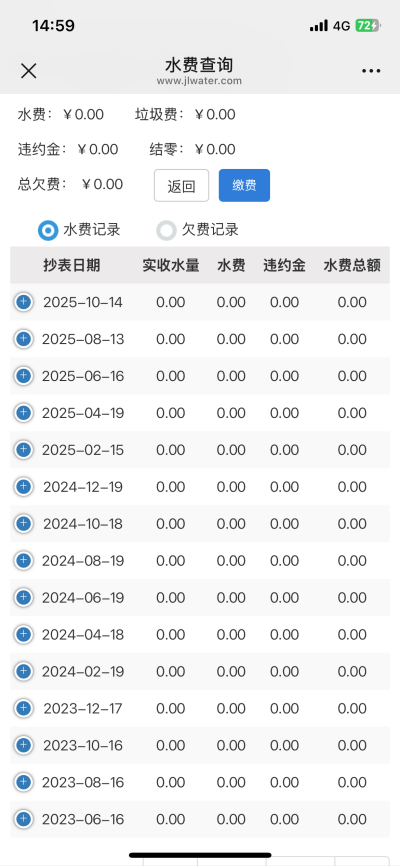 14:59 4G 72
水费查询
www.jlwater.com
水费：￥0.00 垃圾费：￥0.00
违约金：￥0.00 结零：￥0.00
总欠费：￥0.00 返回 缴费
水费记录 欠费记录
抄表日期 实收水量 水费 违约金 水费总额
2025-10-14 0.00 0.00 0.00 0.00
2025-08-13 0.00 0.00 0.00 0.00
2025-06-16 0.00 0.00 0.00 0.00
2025-04-19 0.00 0.00 0.00 0.00
2025-02-15 0.00 0.00 0.00 0.00
2024-12-19 0.00 0.00 0.00 0.00
2024-10-18 0.00 0.00 0.00 0.00
2024-08-19 0.00 0.00 0.00 0.00
2024-06-19 0.00 0.00 0.00 0.00
2024-04-18 0.00 0.00 0.00 0.00
2024-02-19 0.00 0.00 0.00 0.00
2023-12-17 0.00 0.00 0.00 0.00
2023-10-16 0.00 0.00 0.00 0.00
2023-08-16 0.00 0.00 0.00 0.00
2023-06-16 0.00 0.00 0.00 0.00